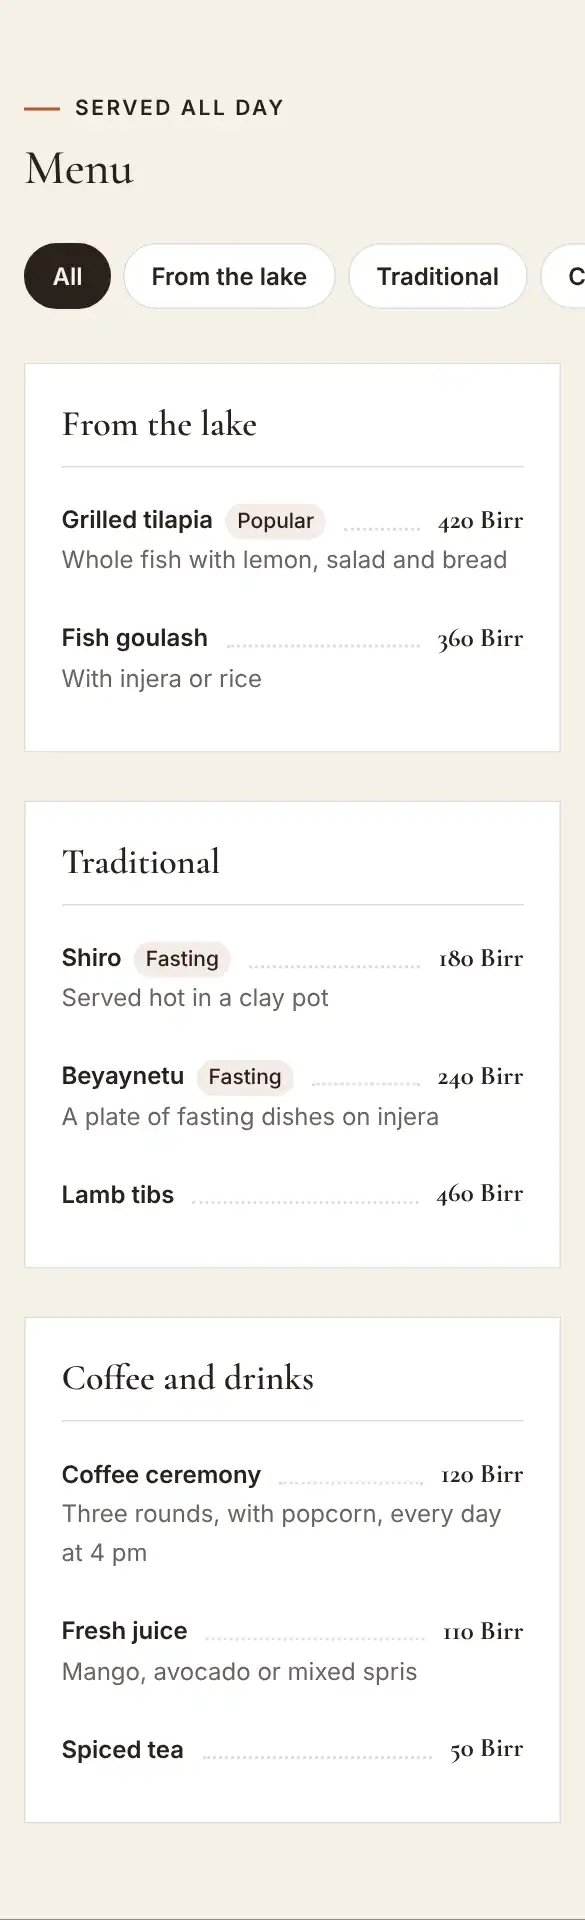 SERVED ALL DAY
Menu
All From the lake Traditional C
From the lake
Grilled tilapia Popular 420 Birr
Whole fish with lemon, salad and bread
Fish goulash 360 Birr
With injera or rice
Traditional
Shiro Fasting 180 Birr
Served hot in a clay pot
Beyaynetu Fasting 240 Birr
A plate of fasting dishes on injera
Lamb tibs 460 Birr
Coffee and drinks
Coffee ceremony 120 Birr
Three rounds, with popcorn, every day
at 4 pm
Fresh juice 110 Birr
Mango, avocado or mixed spris
Spiced tea 50 Birr